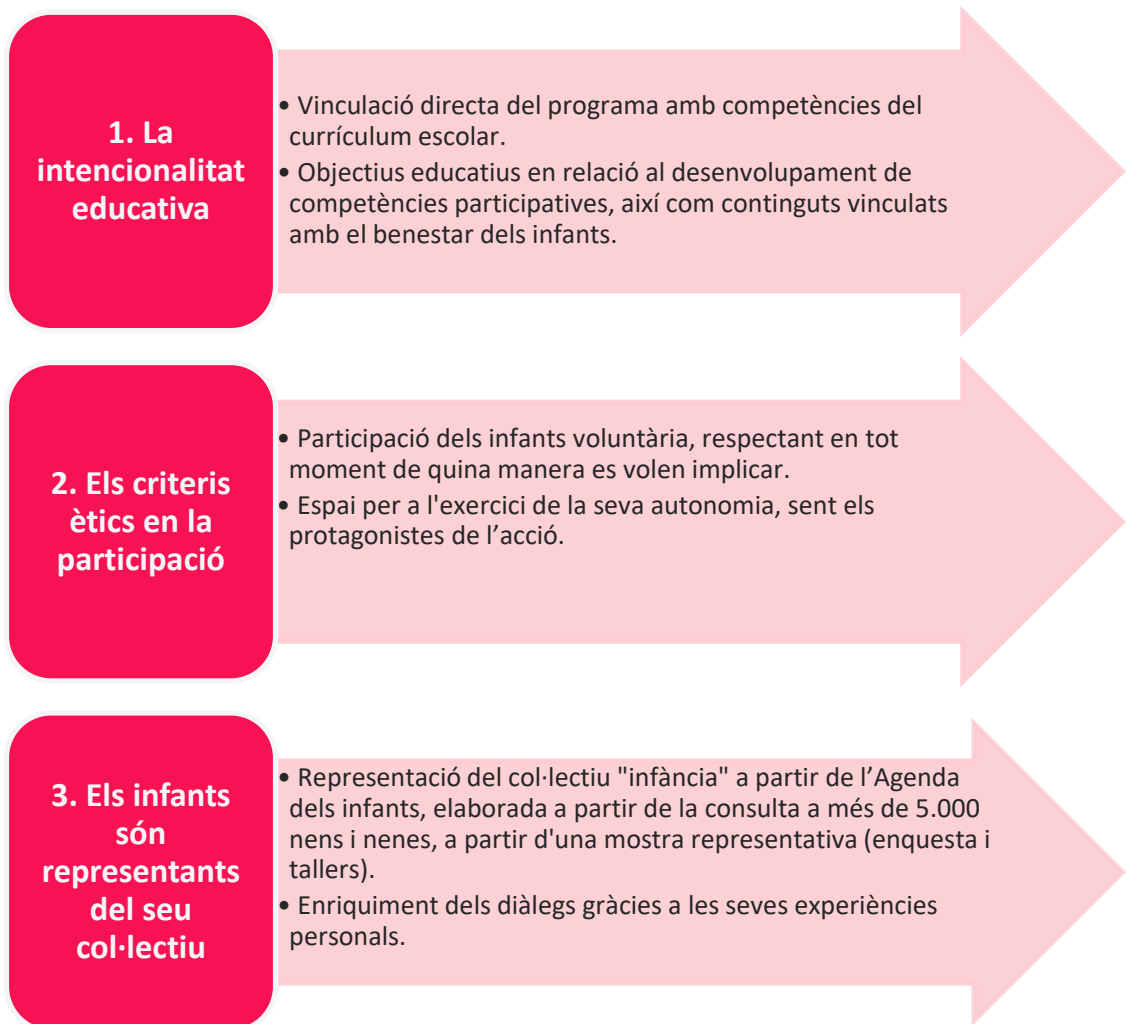 1. La
intencionalitat
educativa
• Vinculació directa del programa amb competències del
currículum escolar.
• Objectius educatius en relació al desenvolupament de
competències participatives, així com continguts vinculats
amb el benestar dels infants.
2. Els criteris
ètics en la
participació
• Participació dels infants voluntària, respectant en tot
moment de quina manera es volen implicar.
• Espai per a l'exercici de la seva autonomia, sent els
protagonistes de l’acció.
3. Els infants
són
representants
del seu
col·lectiu
• Representació del col·lectiu "infància" a partir de l’Agenda
dels infants, elaborada a partir de la consulta a més de 5.000
nens i nenes, a partir d'una mostra representativa (enquesta i
tallers).
• Enriquiment dels diàlegs gràcies a les seves experiències
personals.